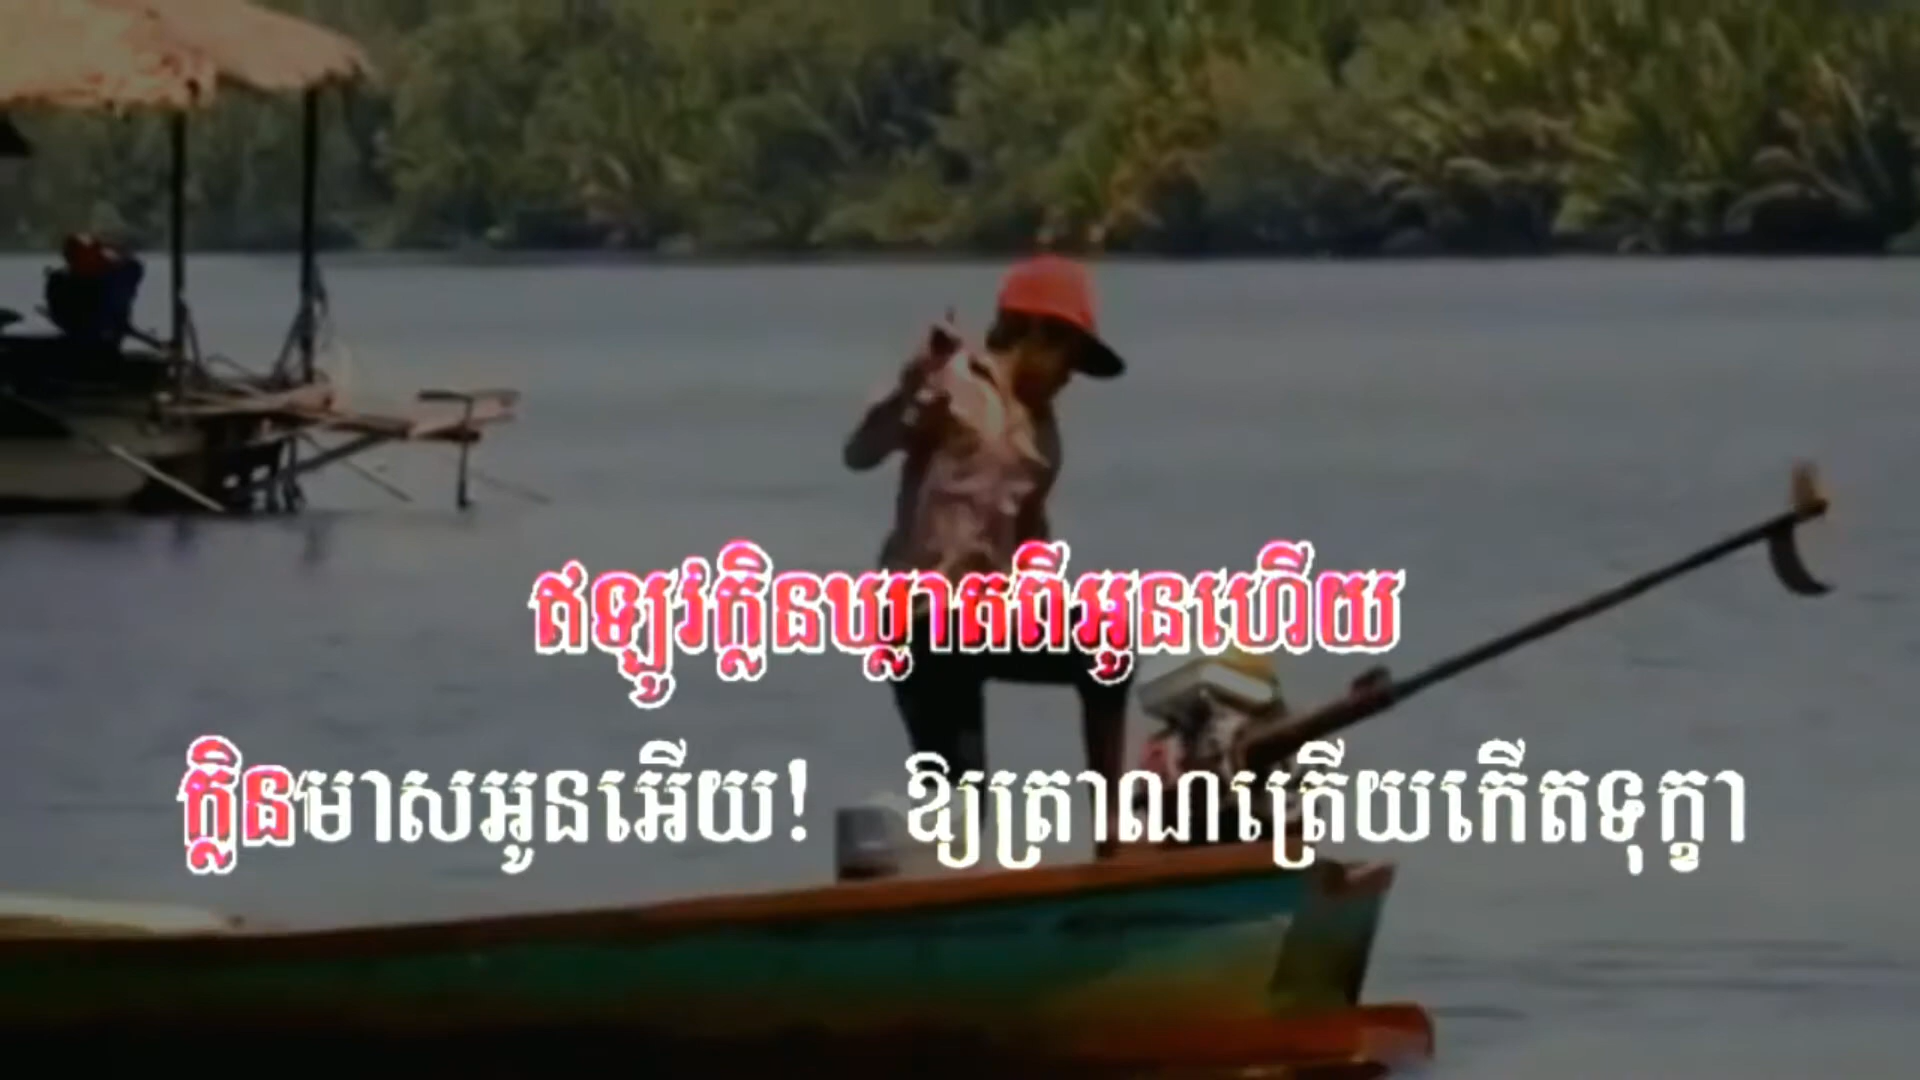 ឥឡូវក្លិនឃ្លាតពីអូនហើយ
ក្លិនមាសអូនអើយ! ឱ្យត្រាណត្រើយកើតទុក្ខា